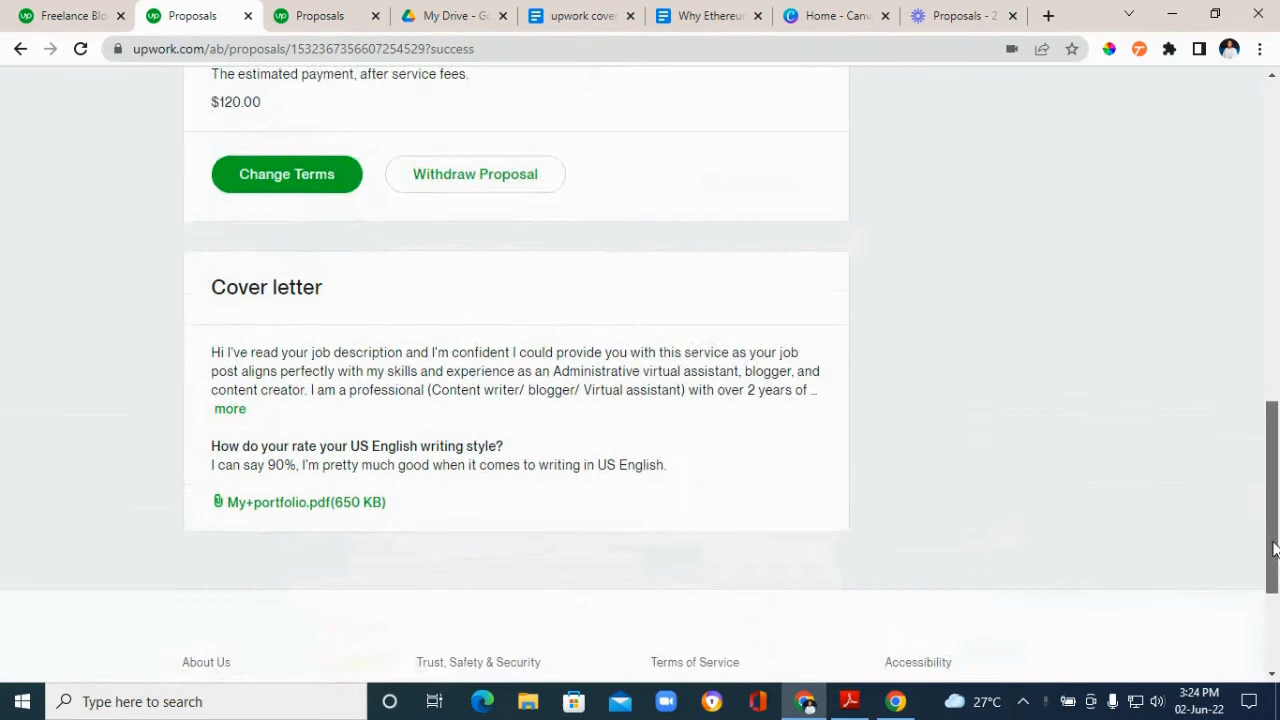 Freelance Blo
Proposals
Proposals
My Drive - Go
upwork cove
Why Ethereu
Home - Canv
Proposals - 2
upwork.com/ab/proposals/1532367356607254529?success
The estimated payment, after service fees.
$120.00
Change Terms
Withdraw Proposal
Cover letter
Hi I've read your job description and I'm confident I could provide you with this service as your job
post aligns perfectly with my skills and experience as an Administrative virtual assistant, blogger, and
content creator. I am a professional (Content writer/ blogger/ Virtual assistant) with over 2 years of ...
more
How do your rate your US English writing style?
I can say 90%, I'm pretty much good when it comes to writing in US English.
My+portfolio.pdf(650 KB)
About Us
Trust, Safety & Security
Terms of Service
Accessibility
Type here to search
27°C
3:24 PM
02-Jun-22